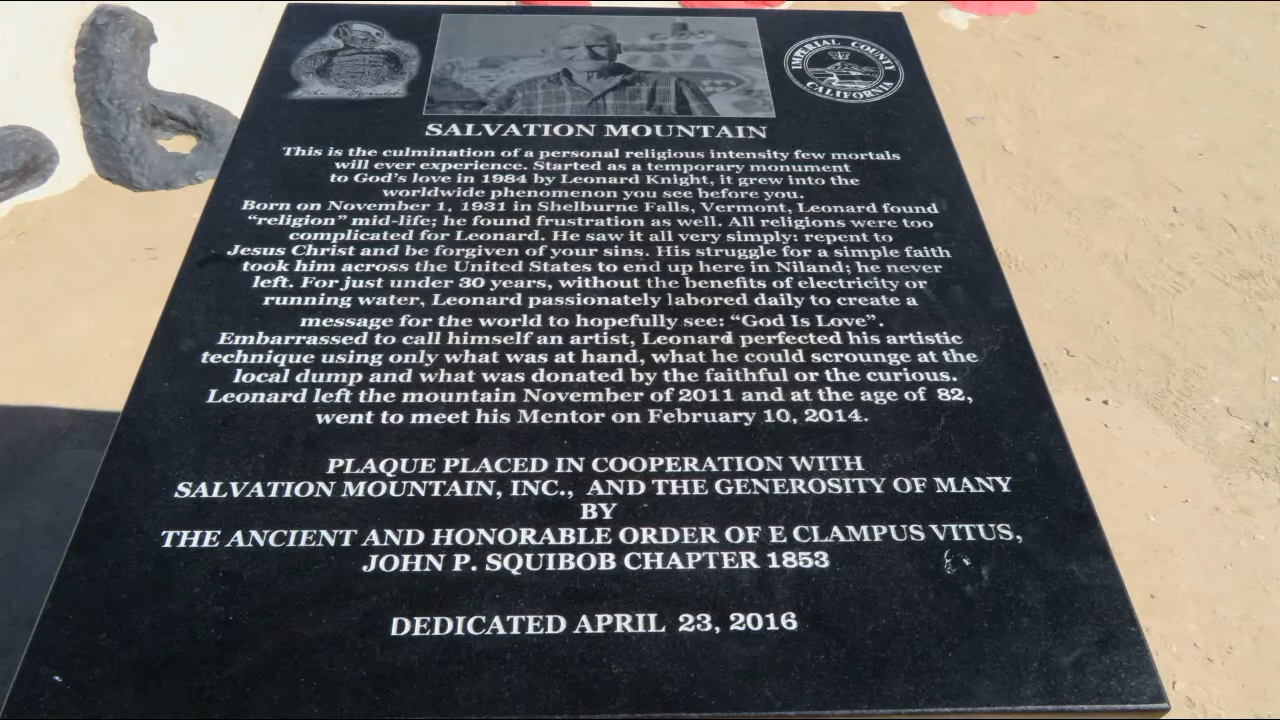 IMPERIAL COUNTY
CALIFORNIA
SALVATION MOUNTAIN
This is the culmination of a personal religious intensity few mortals
will ever experience. Started as a temporary monument
to God's love in 1984 by Leonard Knight, it grew into the
worldwide phenomenon you see before you.
Born on November 1, 1931 in Shelburne Falls, Vermont, Leonard found
“religion” mid-life; he found frustration as well. All religions were too
complicated for Leonard. He saw it all very simply: repent to
Jesus Christ and be forgiven of your sins. His struggle for a simple faith
took him across the United States to end up here in Niland; he never
left. For just under 30 years, without the benefits of electricity or
running water, Leonard passionately labored daily to create a
message for the world to hopefully see: “God Is Love”.
Embarrassed to call himself an artist, Leonard perfected his artistic
technique using only what was at hand, what he could scrounge at the
local dump and what was donated by the faithful or the curious.
Leonard left the mountain November of 2011 and at the age of 82,
went to meet his Mentor on February 10, 2014.
PLAQUE PLACED IN COOPERATION WITH
SALVATION MOUNTAIN, INC., AND THE GENEROSITY OF MANY
BY
THE ANCIENT AND HONORABLE ORDER OF E CLAMPUS VITUS,
JOHN P. SQUIBOB CHAPTER 1853
DEDICATED APRIL 23, 2016